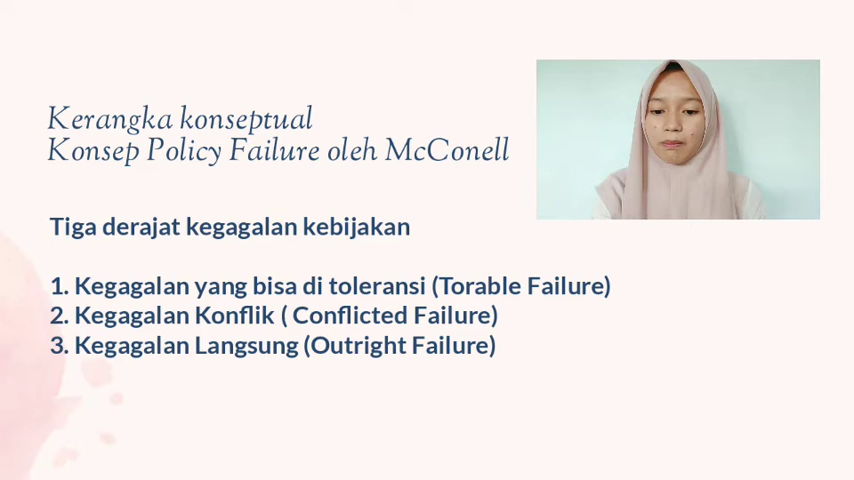 Kerangka konseptual
Konsep Policy Failure oleh McConell
Tiga derajat kegagalan kebijakan
1. Kegagalan yang bisa di toleransi (Torable Failure)
2. Kegagalan Konflik ( Conflicted Failure)
3. Kegagalan Langsung (Outright Failure)